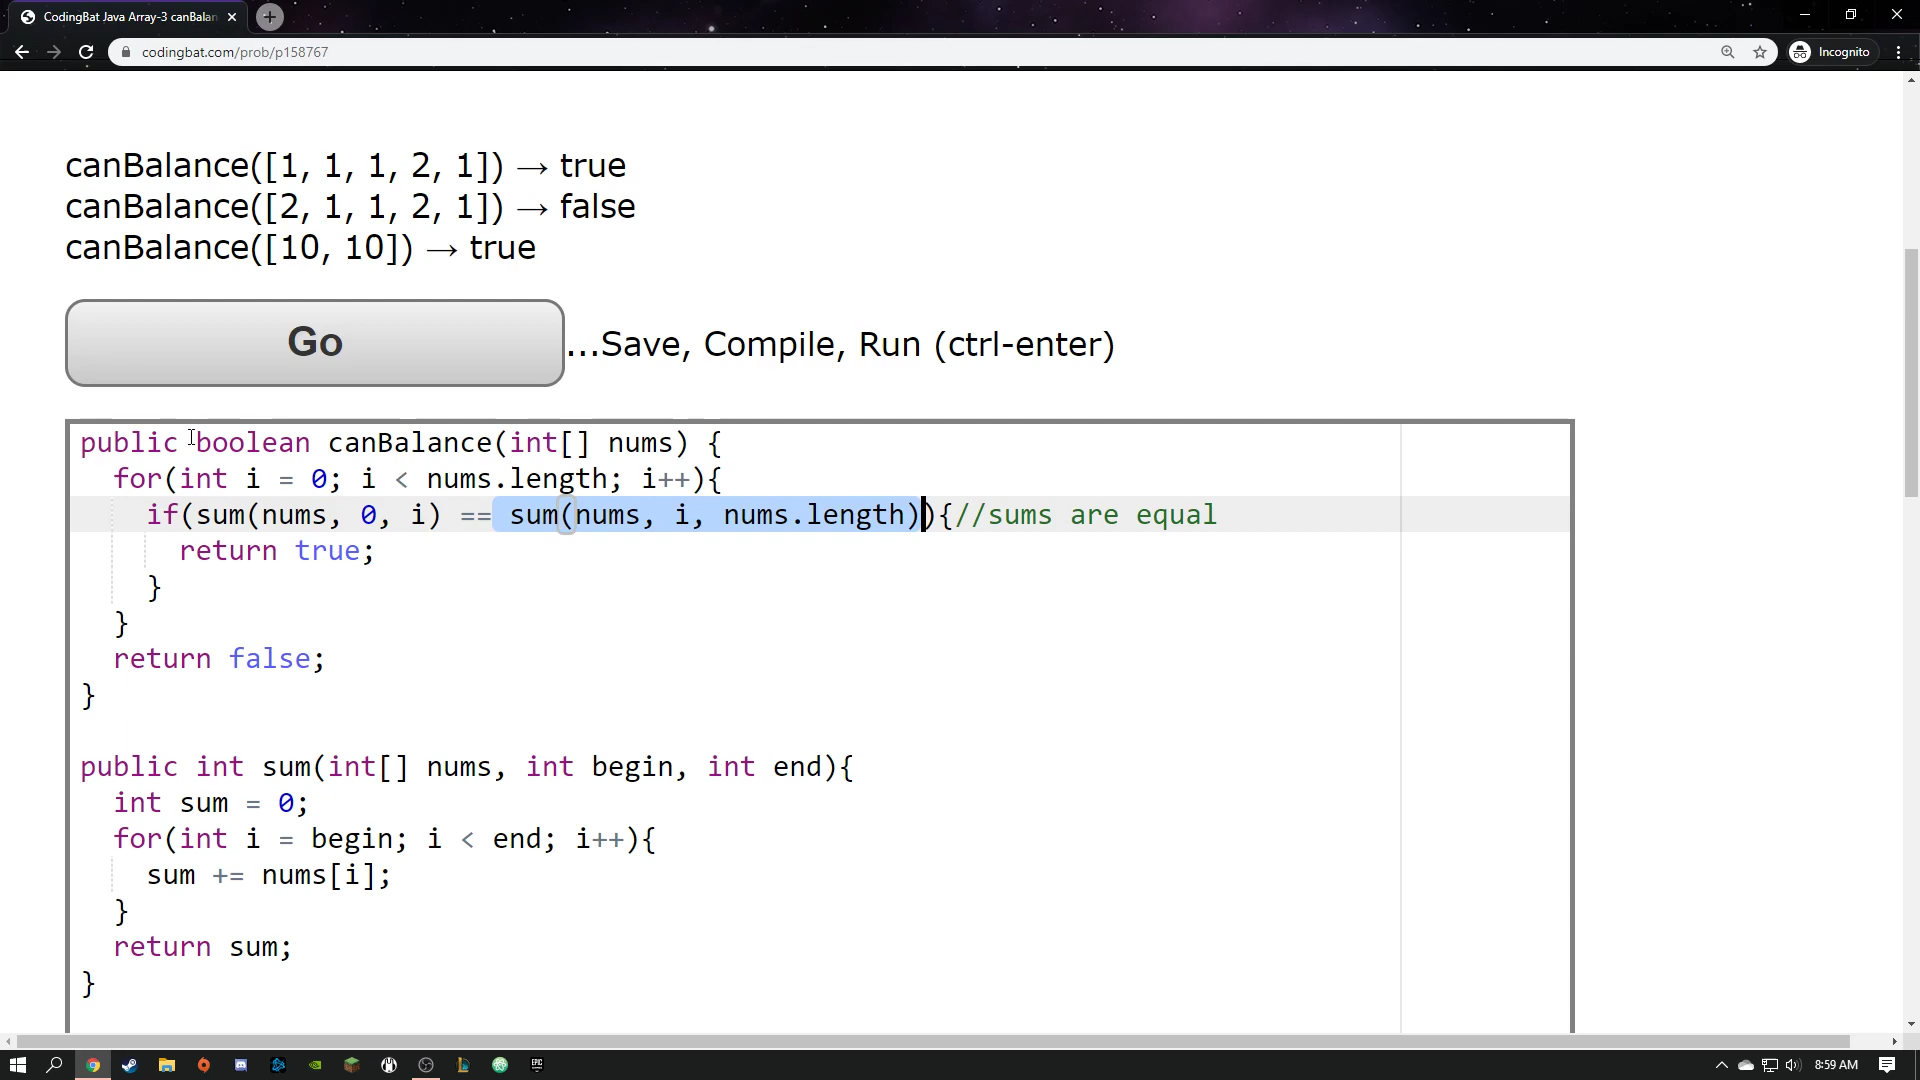 CodingBat Java Array-3 canBalan
codingbat.com/prob/p158767
Incognito
canBalance([1, 1, 1, 2, 1]) → true
canBalance([2, 1, 1, 2, 1]) → false
canBalance([10, 10]) → true
Go
...Save, Compile, Run (ctrl-enter)
public boolean canBalance(int[] nums) {
for(int i = 0; i < nums.length; i++){
if(sum(nums, 0, i) == sum(nums, i, nums.length)){//sums are equal
return true;
}
}
return false;
}
public int sum(int[] nums, int begin, int end){
int sum = 0;
for(int i = begin; i < end; i++){
sum += nums[i];
}
return sum;
}
EPIC
8:59 AM